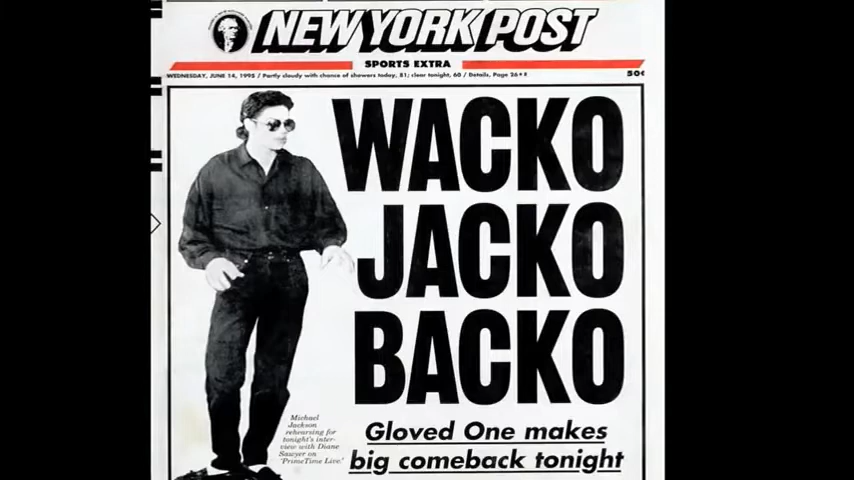 NEW YORK POST
SPORTS EXTRA
WEDNESDAY, JUNE 14, 1995 / Partly cloudy with chance of showers today, 81; clear tonight, 60 / Details, Page 26
50¢
WACKO
JACKO
BACKO
Gloved One makes
big comeback tonight
Michael
Jackson
rehearsing for
tonight's inter-
view with Diane
Sawyer on
'PrimeTime Live.'